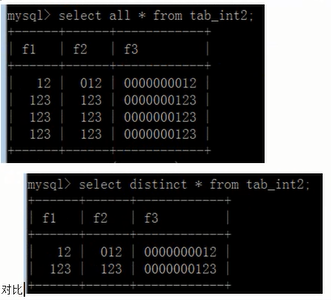 mysql> select all * from tab_int2;
+------+------+------------+
| f1   | f2   | f3         |
+------+------+------------+
|   12 |  012 | 0000000012 |
|  123 |  123 | 0000000123 |
|  123 |  123 | 0000000123 |
|  123 |  123 | 0000000123 |
+------+------+------------+
mysql> select distinct * from tab_int2;
+------+------+------------+
| f1   | f2   | f3         |
+------+------+------------+
|   12 |  012 | 0000000012 |
|  123 |  123 | 0000000123 |
+------+------+------------+
对比